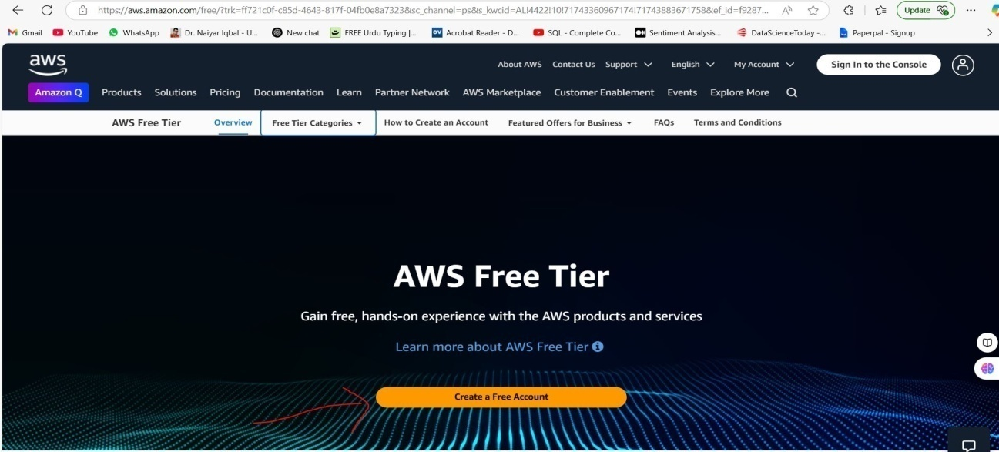 https://aws.amazon.com/free/?trk=ff721c0f-c85d-4643-817f-04fb0e8a7323&sc_channel=ps&s_kwcid=AL!4422!10!71743360967174!71743883671758&ef_id=f9287... A Update ...
Gmail YouTube WhatsApp Dr. Naiyar Iqbal - U... New chat FREE Urdu Typing |... OV Acrobat Reader - D... SQL - Complete Co... Sentiment Analysis... DataScienceToday -... Paperpal - Signup
aws
About AWS Contact Us Support English My Account Sign In to the Console
Amazon Q Products Solutions Pricing Documentation Learn Partner Network AWS Marketplace Customer Enablement Events Explore More
AWS Free Tier Overview Free Tier Categories How to Create an Account Featured Offers for Business FAQs Terms and Conditions
AWS Free Tier
Gain free, hands-on experience with the AWS products and services
Learn more about AWS Free Tier
Create a Free Account